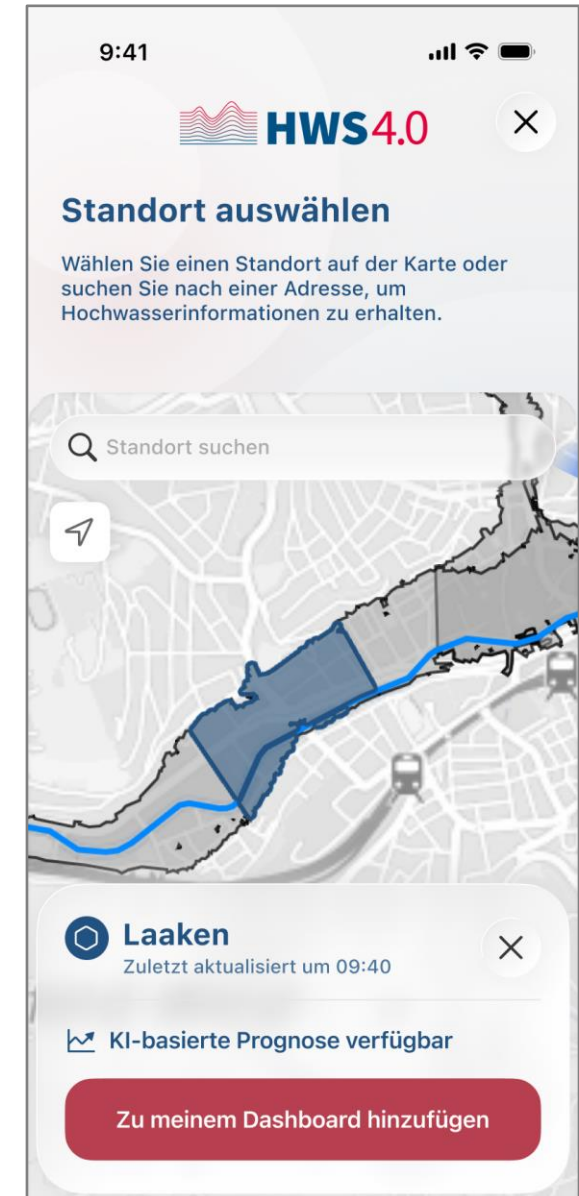 9:41
HWS4.0
Standort auswählen
Wählen Sie einen Standort auf der Karte oder
suchen Sie nach einer Adresse, um
Hochwasserinformationen zu erhalten.
Standort suchen
Laaken
Zuletzt aktualisiert um 09:40
KI-basierte Prognose verfügbar
Zu meinem Dashboard hinzufügen